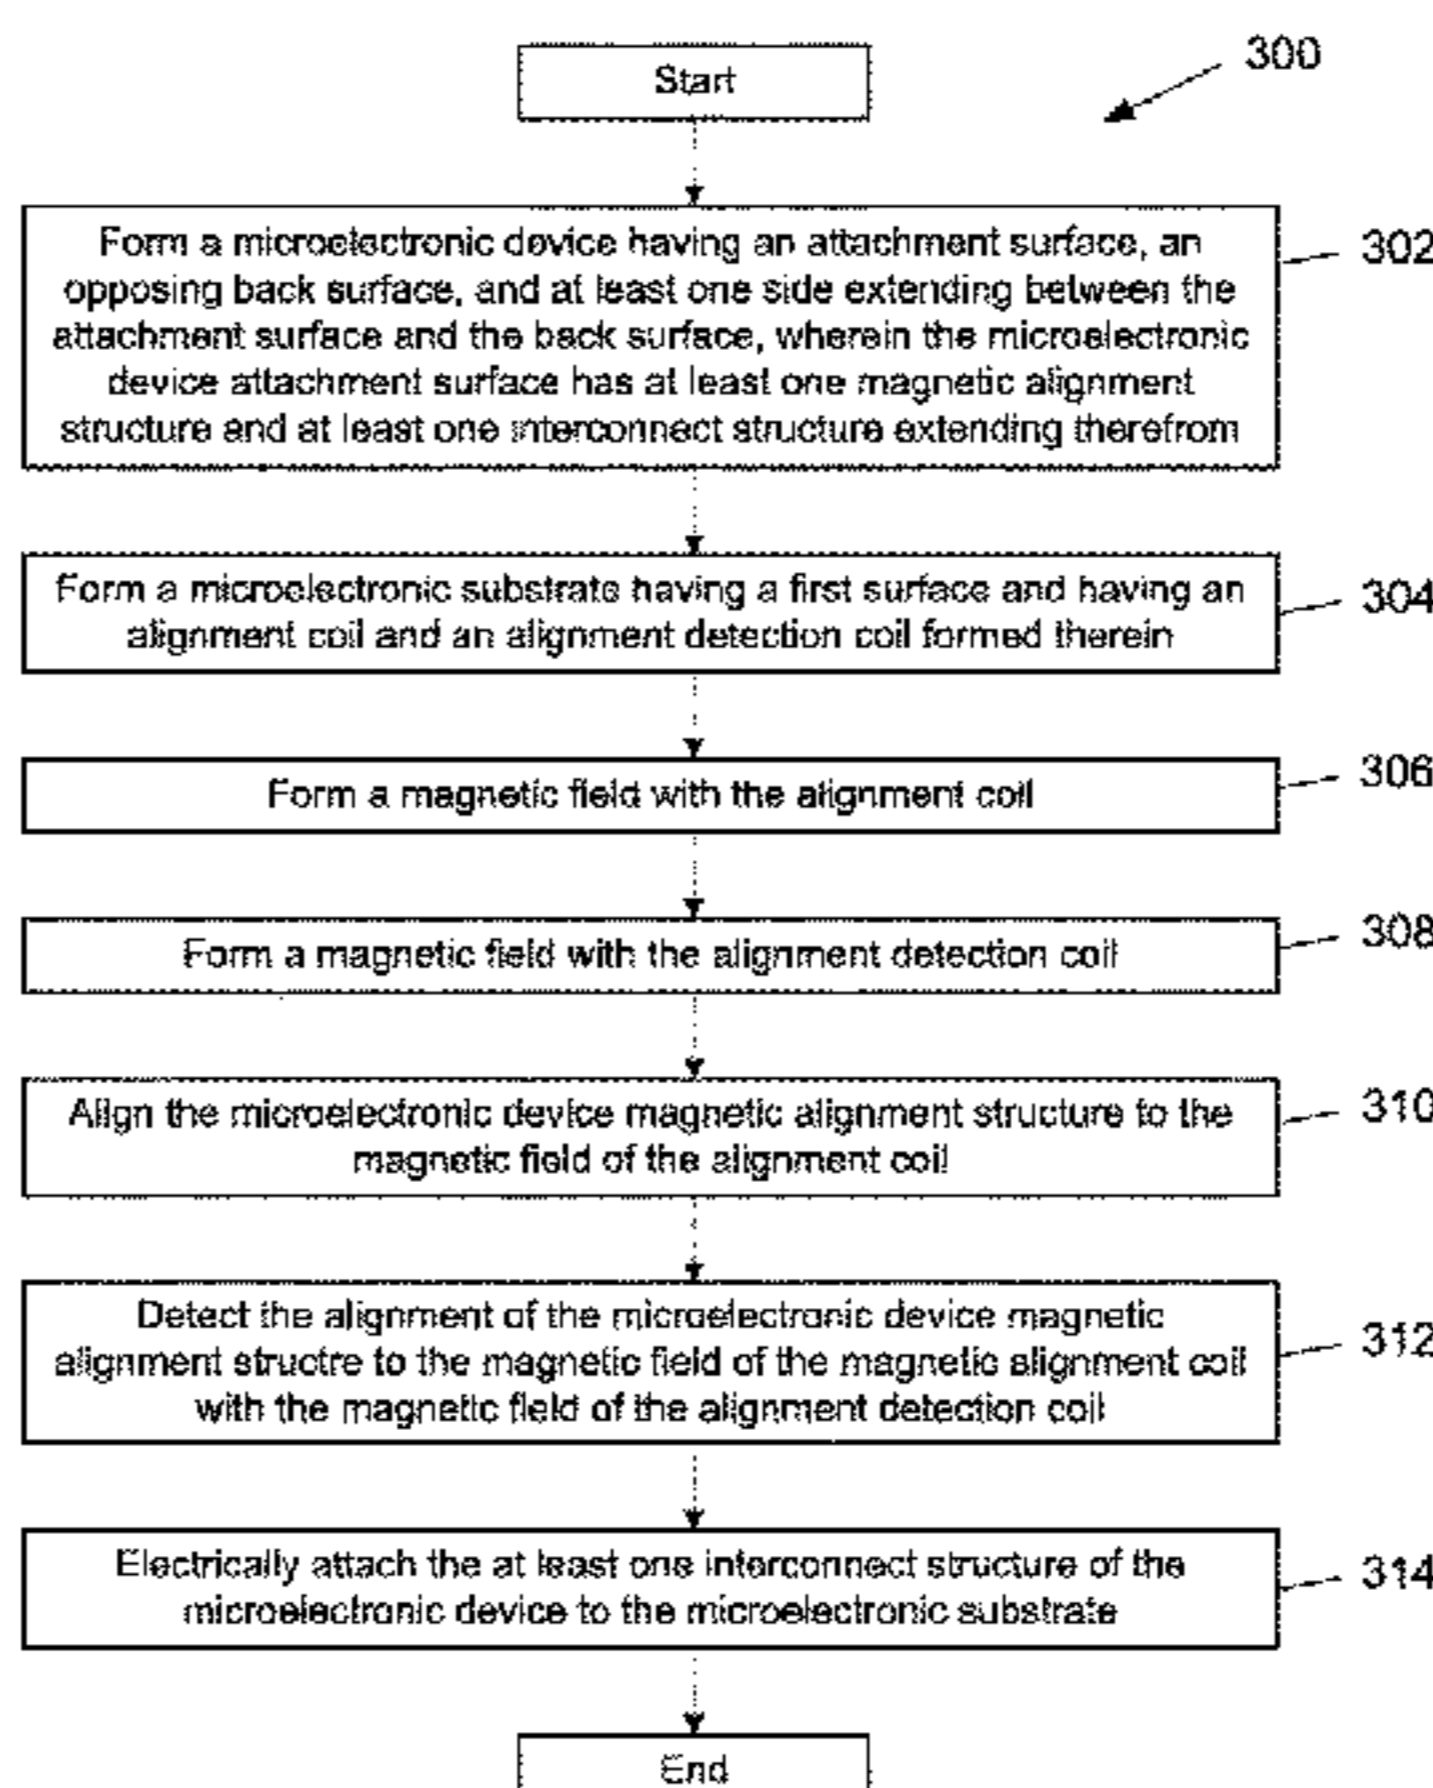 Start
300
Form a microelectronic device having an attachment surface, an
opposing back surface, and at least one side extending between the
attachment surface and the back surface, wherein the microelectronic
device attachment surface has at least one magnetic alignment
structure and at least one interconnect structure extending therefrom
302
Form a microelectronic substrate having a first surface and having an
alignment coil and an alignment detection coil formed therein
304
Form a magnetic field with the alignment coil
306
Form a magnetic field with the alignment detection coil
308
Align the microelectronic device magnetic alignment structure to the
magnetic field of the alignment coil
310
Detect the alignment of the microelectronic device magnetic
alignment structre to the magnetic field of the magnetic alignment coil
with the magnetic field of the alignment detection coil
312
Electrically attach the at least one interconnect structure of the
microelectronic device to the microelectronic substrate
314
End